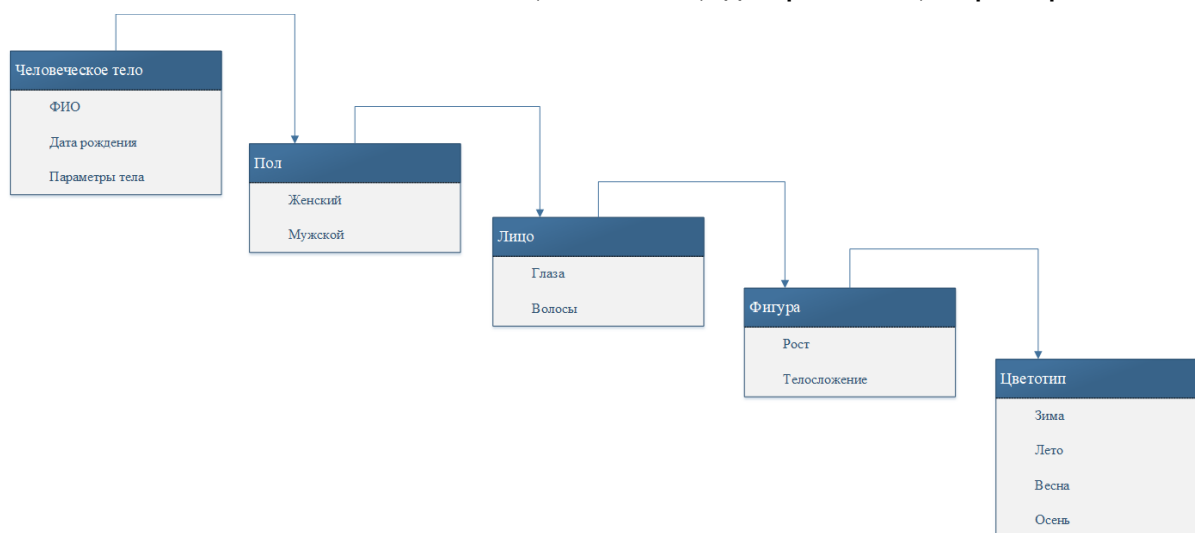 Человеческое тело
ФИО
Дата рождения
Параметры тела
Пол
Женский
Мужской
Лицо
Глаза
Волосы
Фигура
Рост
Телосложение
Цветотип
Зима
Лето
Весна
Осень